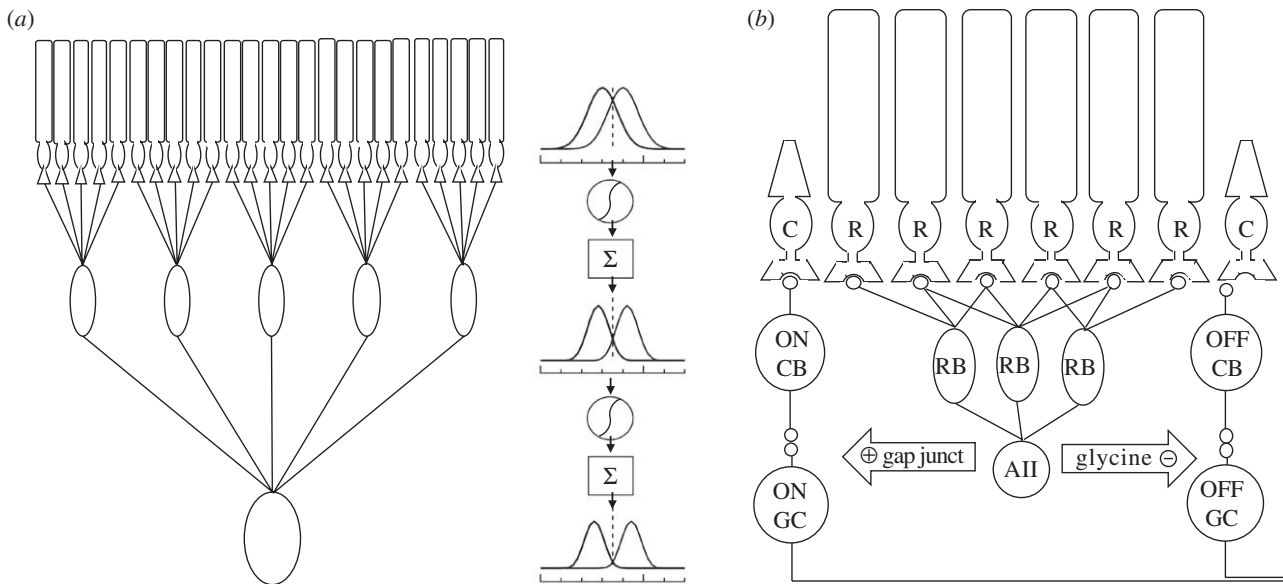 (a)
Σ
Σ
(b)
C R R R R R R C
ON
CB
RB RB RB
OFF
CB
⊕ gap junct
AII
glycine ⊖
ON
GC
OFF
GC